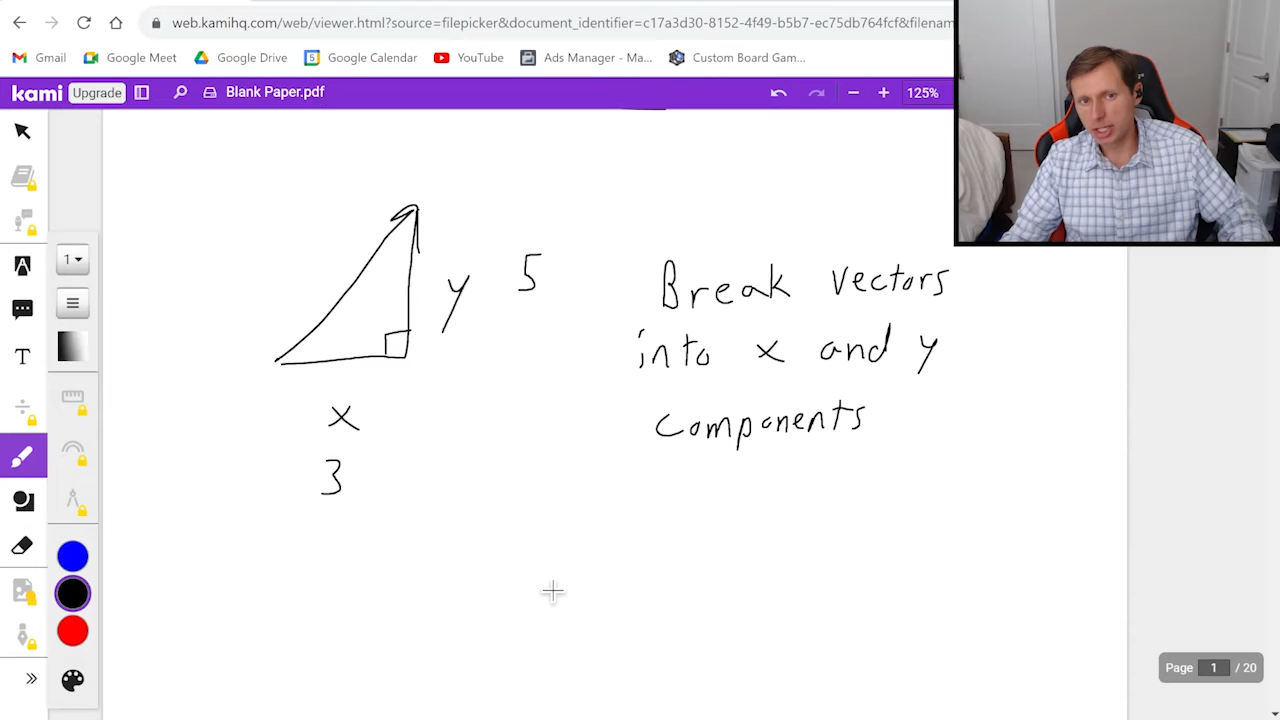 web.kamihq.com/web/viewer.html?source=filepicker&document_identifier=c17a3d30-8152-4f49-b5b7-ec75db764fcf&filenam
Gmail Google Meet Google Drive 5 Google Calendar YouTube Ads Manager - Ma... Custom Board Gam...
kami Upgrade Blank Paper.pdf 125%
1
A
T
y 5
x
3
Break vectors
into x and y
components
Page 1 / 20